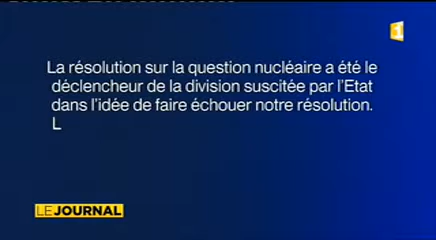 1
La résolution sur la question nucléaire a été le
déclencheur de la division suscitée par l'Etat
dans l'idée de faire échouer notre résolution.
L
LE JOURNAL